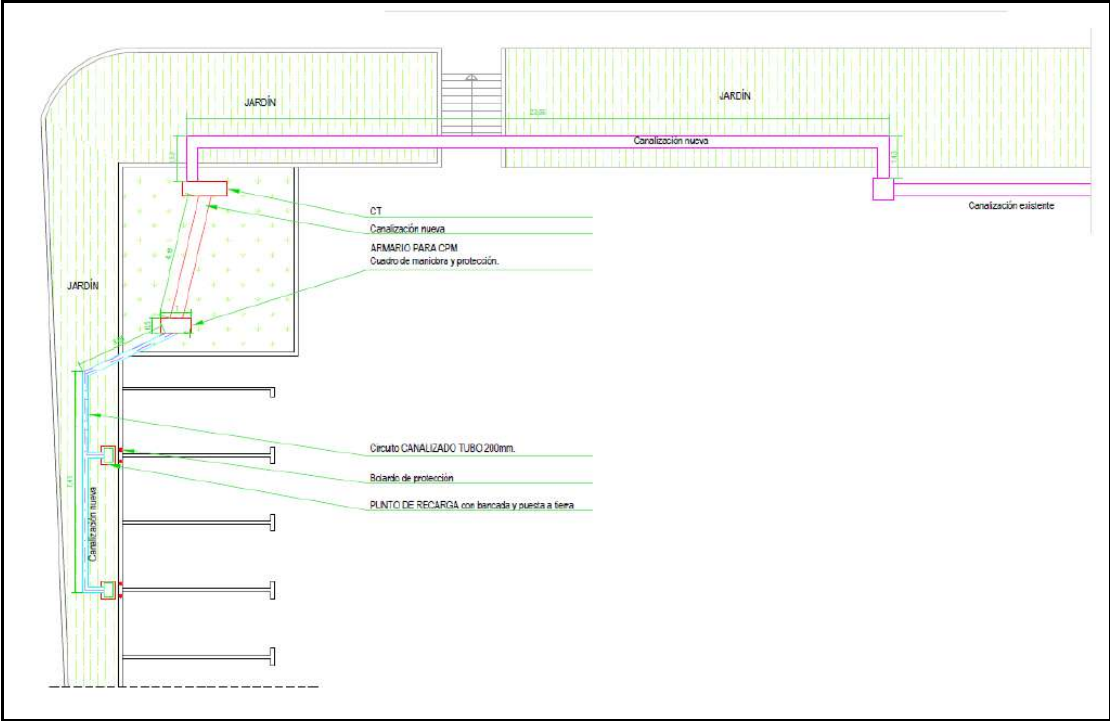 JARDÍN
JARDÍN
Canalización nueva
CT
Canalización nueva
Canalización existente
ARMARIO PARA CPM
Cuadro de maniobra y protección.
JARDÍN
Circuito CANALIZADO TUBO 200mm.
Bolardo de protección
PUNTO DE RECARGA con bancada y puesta a tierra
Canalización nueva